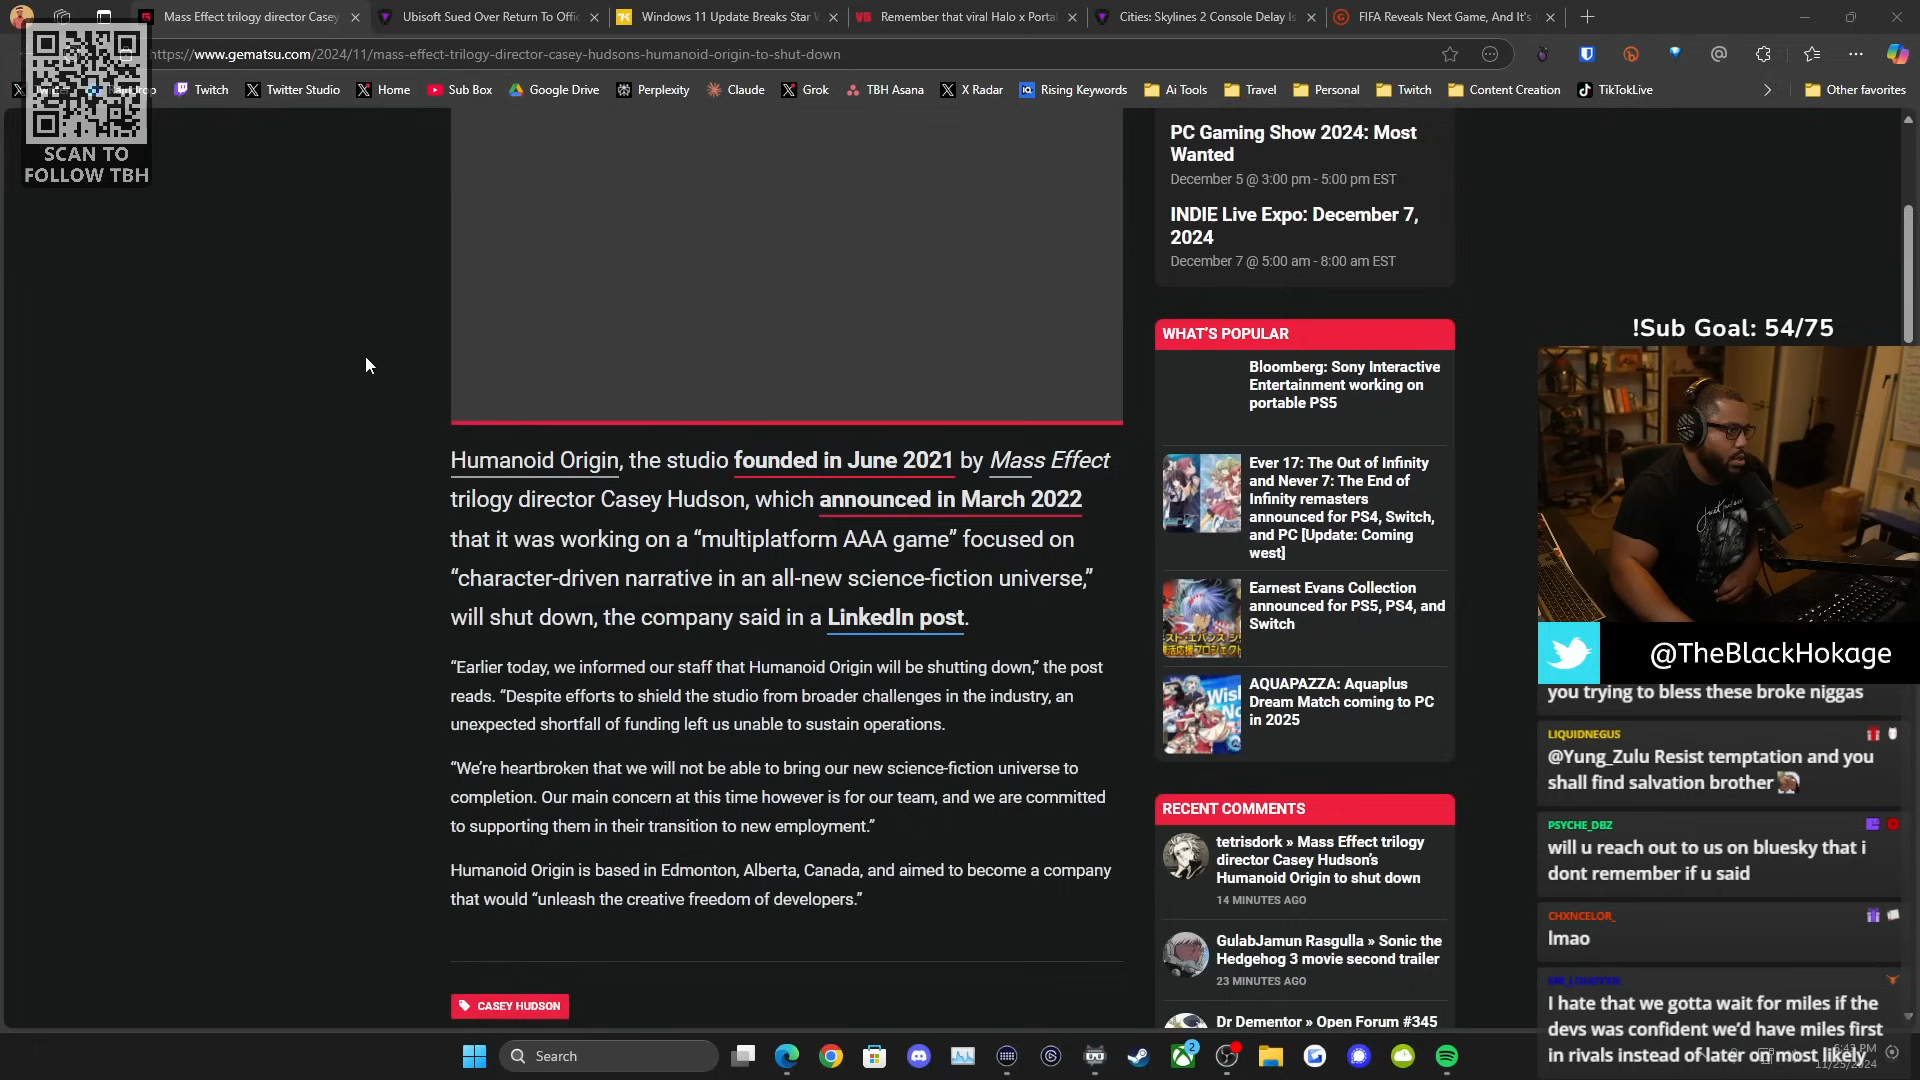 Mass Effect trilogy director Casey
Ubisoft Sued Over Return To Offi
Windows 11 Update Breaks Star W
Remember that viral Halo x Porta
Cities: Skylines 2 Console Delay Is
FIFA Reveals Next Game, And It's
https://www.gematsu.com/2024/11/mass-effect-trilogy-director-casey-hudsons-humanoid-origin-to-shut-down
Twitch
Twitter Studio
Home
Sub Box
Google Drive
Perplexity
Claude
Grok
TBH Asana
X Radar
Rising Keywords
Ai Tools
Travel
Personal
Twitch
Content Creation
TikTokLive
Other favorites
SCAN TO
FOLLOW TBH
Humanoid Origin, the studio founded in June 2021 by Mass Effect
trilogy director Casey Hudson, which announced in March 2022
that it was working on a “multiplatform AAA game” focused on
“character-driven narrative in an all-new science-fiction universe,”
will shut down, the company said in a LinkedIn post.
“Earlier today, we informed our staff that Humanoid Origin will be shutting down,” the post
reads. “Despite efforts to shield the studio from broader challenges in the industry, an
unexpected shortfall of funding left us unable to sustain operations.
“We’re heartbroken that we will not be able to bring our new science-fiction universe to
completion. Our main concern at this time however is for our team, and we are committed
to supporting them in their transition to new employment.”
Humanoid Origin is based in Edmonton, Alberta, Canada, and aimed to become a company
that would “unleash the creative freedom of developers.”
CASEY HUDSON
PC Gaming Show 2024: Most
Wanted
December 5 @ 3:00 pm - 5:00 pm EST
INDIE Live Expo: December 7,
2024
December 7 @ 5:00 am - 8:00 am EST
WHAT’S POPULAR
Bloomberg: Sony Interactive
Entertainment working on
portable PS5
Ever 17: The Out of Infinity
and Never 7: The End of
Infinity remasters
announced for PS4, Switch,
and PC [Update: Coming
west]
Earnest Evans Collection
announced for PS5, PS4, and
Switch
AQUAPAZZA: Aquaplus
Dream Match coming to PC
in 2025
RECENT COMMENTS
tetrisdork » Mass Effect trilogy
director Casey Hudson’s
Humanoid Origin to shut down
14 MINUTES AGO
GulabJamun Rasgulla » Sonic the
Hedgehog 3 movie second trailer
23 MINUTES AGO
Dr Dementor » Open Forum #345
!Sub Goal: 54/75
@TheBlackHokage
you trying to bless these broke niggas
LIQUIDNEGUS
@Yung_Zulu Resist temptation and you
shall find salvation brother
PSYCHE_DBZ
will u reach out to us on bluesky that i
dont remember if u said
CHXNCELOR_
lmao
I hate that we gotta wait for miles if the
devs was confident we’d have miles first
in rivals instead of later on most likely
Search
2
11/25/2024